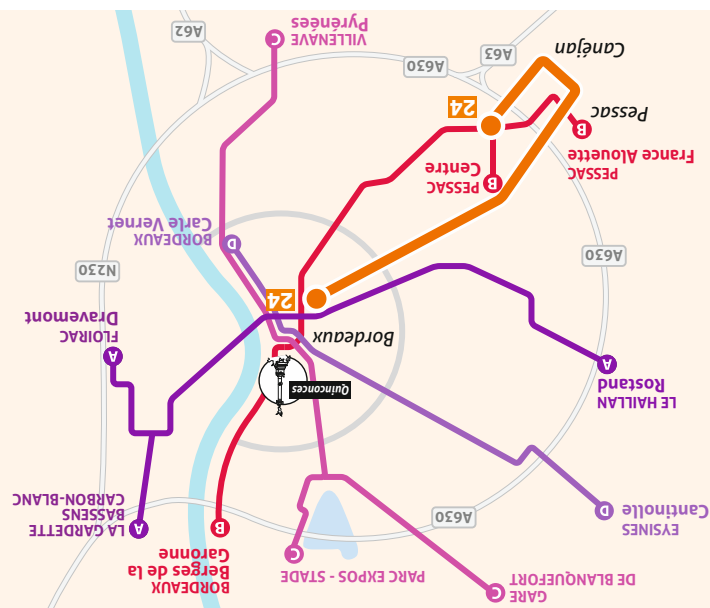 GARE
DE BLANQUEFORT
C
PARC EXPOS - STADE
C
BORDEAUX
Berges de la
Garonne
B
EYSINES
Cantinolle
D
A630
LA GARDETTE
BASSENS
CARBON-BLANC
A
LE HAILLAN
Rostand
A
Quinconces
FLOIRAC
Dravemont
A
Bordeaux
24
A630
N230
BORDEAUX
Carle Vernet
D
PESSAC
Centre
B
PESSAC
France Alouette
B
Pessac
24
Canéjan
A63
A630
A62
VILLENAVE
Pyrénées
C